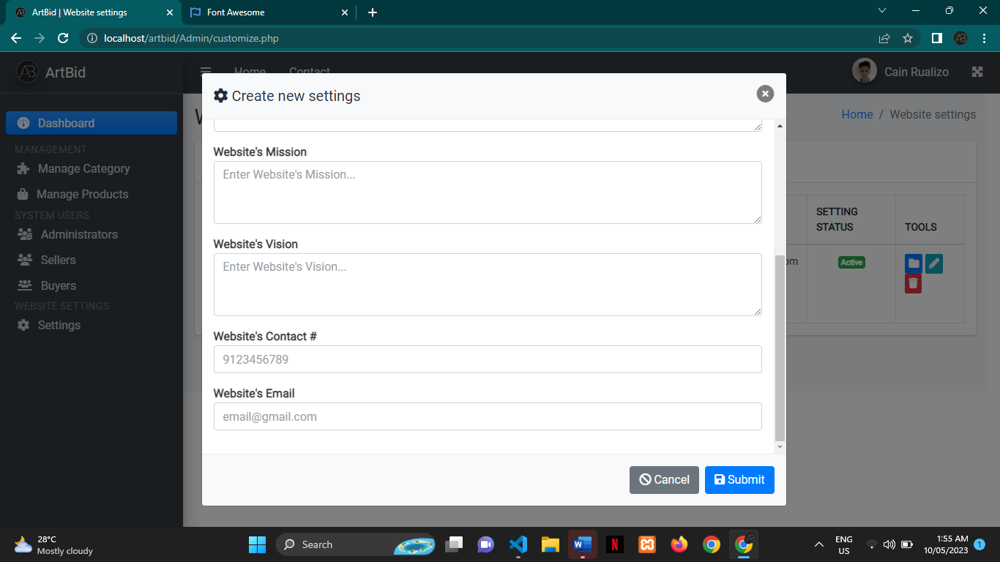 ArtBid | Website settings
Font Awesome
localhost/artbid/Admin/customize.php
AB ArtBid
Home Contact
Cain Rualizo
Create new settings
Dashboard
W
Home / Website settings
MANAGEMENT
Manage Category
Manage Products
SYSTEM USERS
Administrators
Sellers
Buyers
WEBSITE SETTINGS
Settings
Website's Mission
Enter Website's Mission...
Website's Vision
Enter Website's Vision...
Website's Contact #
9123456789
Website's Email
email@gmail.com
SETTING
STATUS
TOOLS
om
Active
Cancel
Submit
28°C
Mostly cloudy
Search
ENG
US
1:55 AM
10/05/2023
1